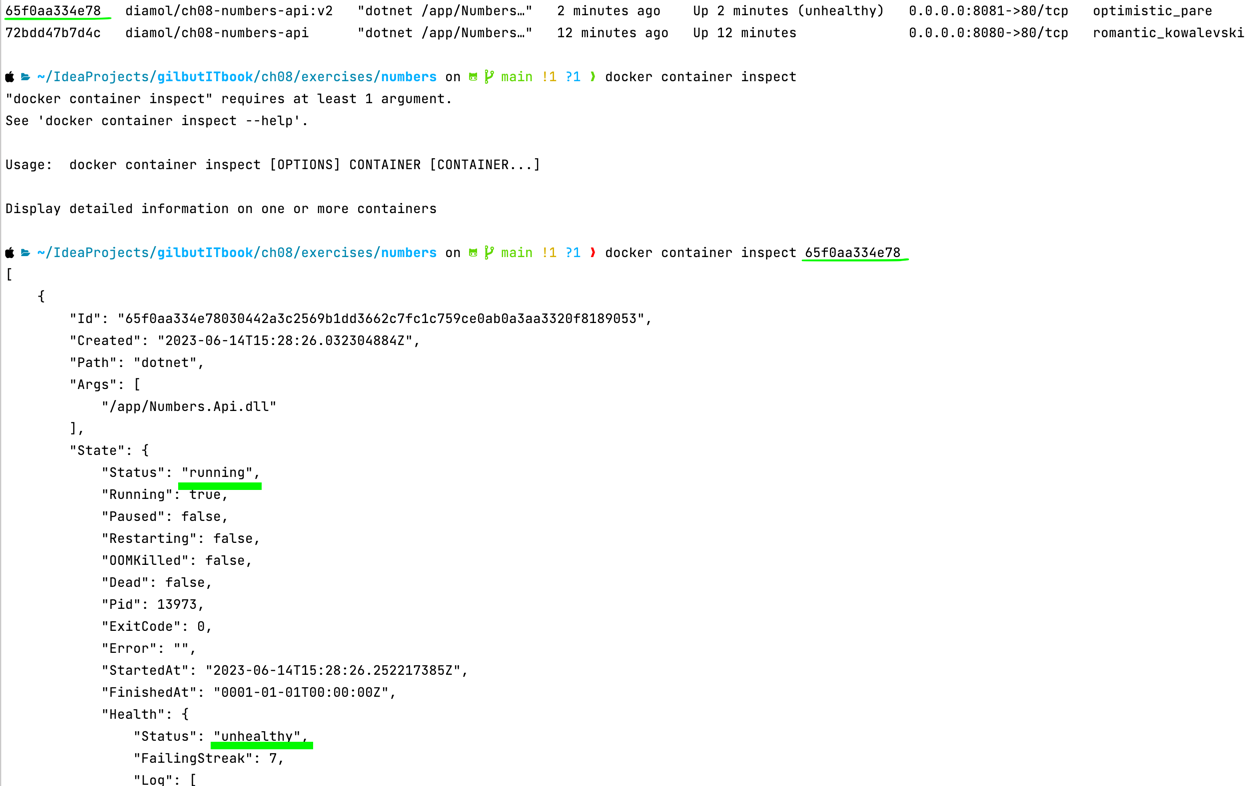 65f0aa334e78 diamol/ch08-numbers-api:v2 "dotnet /app/Numbers…" 2 minutes ago Up 2 minutes (unhealthy) 0.0.0.0:8081->80/tcp optimistic_pare
72bdd47b7d4c diamol/ch08-numbers-api "dotnet /app/Numbers…" 12 minutes ago Up 12 minutes 0.0.0.0:8080->80/tcp romantic_kowalevski
~/IdeaProjects/gilbutITbook/ch08/exercises/numbers on main !1 ?1 ❯ docker container inspect
"docker container inspect" requires at least 1 argument.
See 'docker container inspect --help'.
Usage:  docker container inspect [OPTIONS] CONTAINER [CONTAINER...]
Display detailed information on one or more containers
~/IdeaProjects/gilbutITbook/ch08/exercises/numbers on main !1 ?1 ❯ docker container inspect 65f0aa334e78
[
    {
        "Id": "65f0aa334e78030442a3c2569b1dd3662c7fc1c759ce0ab0a3aa3320f8189053",
        "Created": "2023-06-14T15:28:26.032304884Z",
        "Path": "dotnet",
        "Args": [
            "/app/Numbers.Api.dll"
        ],
        "State": {
            "Status": "running",
            "Running": true,
            "Paused": false,
            "Restarting": false,
            "OOMKilled": false,
            "Dead": false,
            "Pid": 13973,
            "ExitCode": 0,
            "Error": "",
            "StartedAt": "2023-06-14T15:28:26.252217385Z",
            "FinishedAt": "0001-01-01T00:00:00Z",
            "Health": {
                "Status": "unhealthy",
                "FailingStreak": 7,
                "Log": [